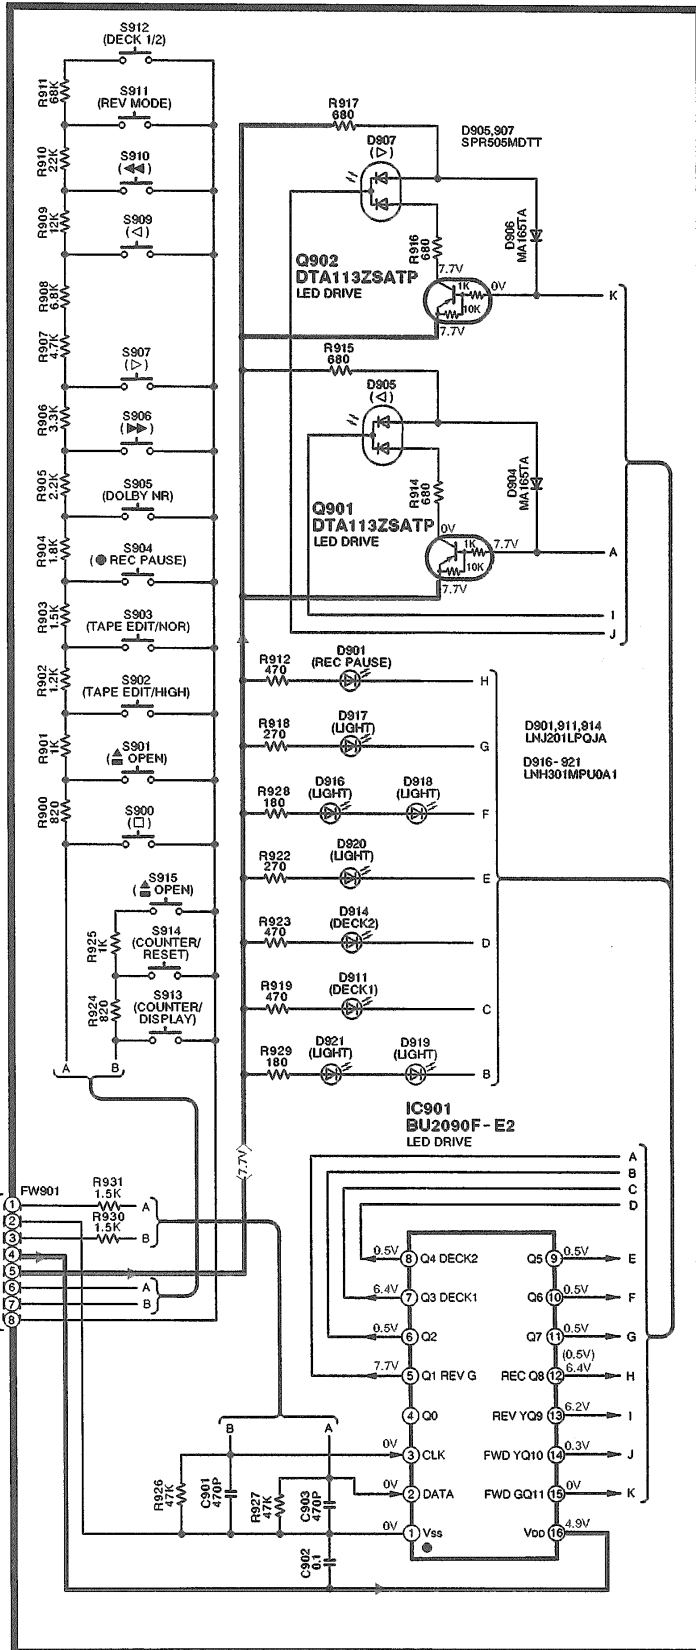 S912
(DECK 1/2)
R911
68K
S911
(REV MODE)
R910
22K
S910
(◀◀)
R909
12K
S909
(◁)
R908
6.8K
R907
4.7K
S907
(▷)
R906
3.3K
S906
(▶▶)
R905
2.2K
S905
(DOLBY NR)
R904
1.8K
S904
(● REC PAUSE)
R903
1.5K
S903
(TAPE EDIT/NOR)
R902
1.2K
S902
(TAPE EDIT/HIGH)
R901
1K
S901
(▲ OPEN)
R900
820
S900
(□)
S915
(▲ OPEN)
R925
1K
S914
(COUNTER/
RESET)
R924
820
S913
(COUNTER/
DISPLAY)
A B
R917
680
D907
(▷)
D905,907
SPR505MDTT
R916
680
D906
MA165TA
Q902
DTA113ZSATP
LED DRIVE
7.7V
1K
0V
10K
7.7V
K
R915
680
D905
(◁)
R914
680
D904
MA165TA
Q901
DTA113ZSATP
LED DRIVE
0V
1K
7.7V
10K
7.7V
A
I
J
R912
470
D901
(REC PAUSE)
H
R918
270
D917
(LIGHT)
G
D901,911,914
LNJ201LPQJA
D916-921
LNH301MPU0A1
R928
180
D916
(LIGHT)
D918
(LIGHT)
F
R922
270
D920
(LIGHT)
E
R923
470
D914
(DECK2)
D
R919
470
D911
(DECK1)
C
R929
180
D921
(LIGHT)
D919
(LIGHT)
B
IC901
BU2090F-E2
LED DRIVE
(7.7V)
FW901
1
2
3
4
5
6
7
8
R931
1.5K
A
R930
1.5K
B
A
B
A
B
C
D
0.5V 8 Q4 DECK2 Q5 9 0.5V E
6.4V 7 Q3 DECK1 Q6 10 0.5V F
0.5V 6 Q2 Q7 11 0.5V G
(0.5V)
7.7V 5 Q1 REV G REC Q8 12 6.4V H
4 Q0 REV YQ9 13 6.2V I
B A
0V 3 CLK FWD YQ10 14 0.3V J
0V 2 DATA FWD GQ11 15 0V K
0V 1 Vss VDD 16 4.9V
R926
47K
C901
470P
R927
47K
C903
470P
C902
0.1